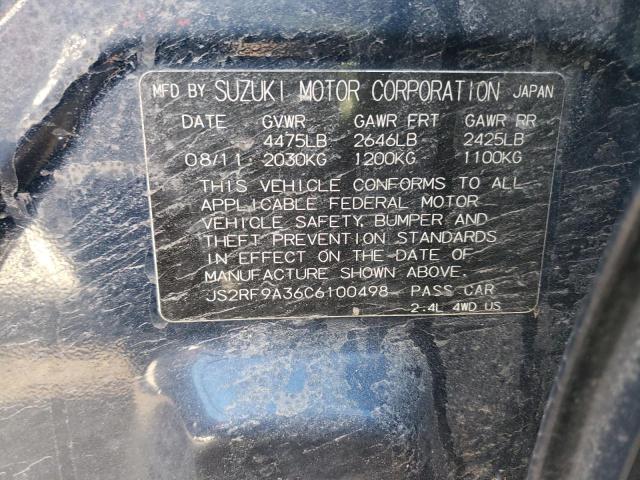 MFD BY SUZUKI MOTOR CORPORATION JAPAN
DATE GVWR GAWR FRT GAWR RR
4475LB 2646LB 2425LB
08/11 2030KG 1200KG 1100KG
THIS VEHICLE CONFORMS TO ALL
APPLICABLE FEDERAL MOTOR
VEHICLE SAFETY, BUMPER AND
THEFT PREVENTION STANDARDS
IN EFFECT ON THE DATE OF
MANUFACTURE SHOWN ABOVE.
JS2RF9A36C6100498 PASS CAR
2.4L 4WD US